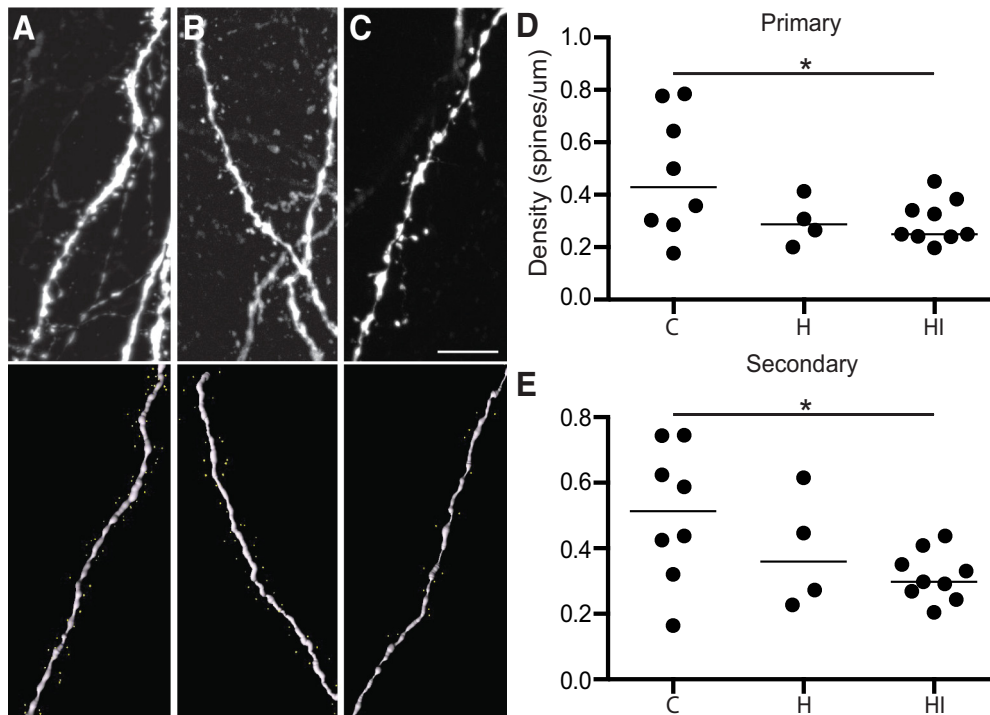 A
B
C
D
Primary
*
Density (spines/um)
1.0
0.8
0.6
0.4
0.2
0.0
C H HI
E
Secondary
*
0.8
0.6
0.4
0.2
0.0
C H HI